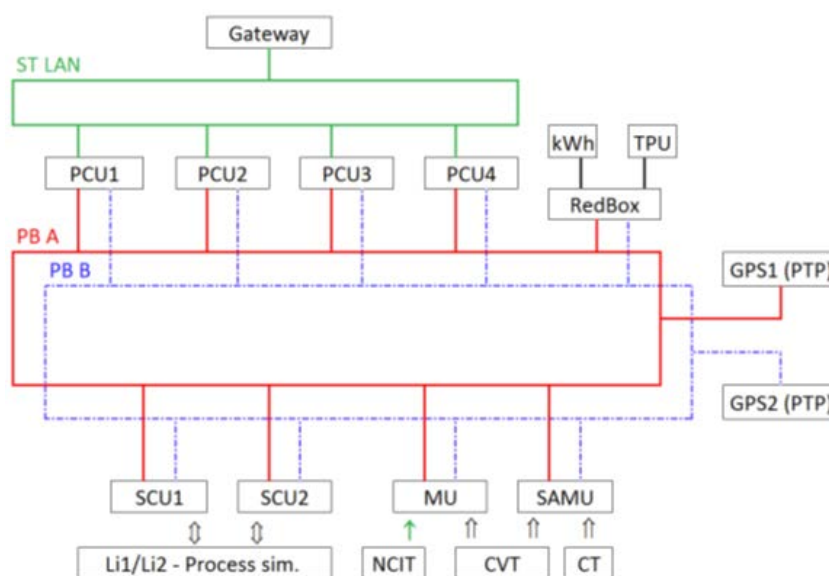 Gateway
ST LAN
kWh
TPU
PCU1
PCU2
PCU3
PCU4
RedBox
PB A
PB B
GPS1 (PTP)
GPS2 (PTP)
SCU1
SCU2
MU
SAMU
Li1/Li2 - Process sim.
NCIT
CVT
CT